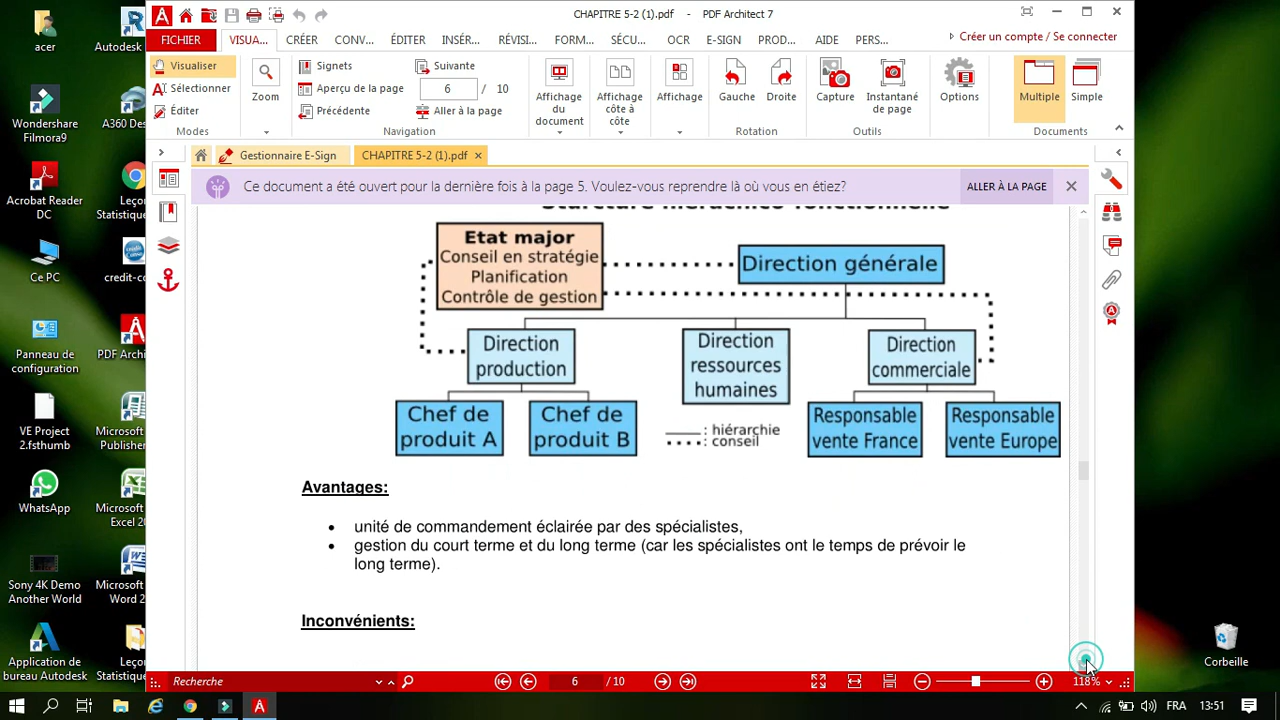 CHAPITRE 5-2 (1).pdf - PDF Architect 7
FICHIER VISUA... CRÉER CONV... ÉDITER INSÉR... RÉVISI... FORM... SÉCU... OCR E-SIGN PROD... AIDE PERS... Créer un compte / Se connecter
Visualiser
Sélectionner
Éditer
Modes
Zoom
Signets
Aperçu de la page
Précédente
Suivante
6 / 10
Aller à la page
Navigation
Affichage du document
Affichage côte à côte
Affichage
Gauche
Droite
Rotation
Capture
Instantané de page
Outils
Options
Multiple
Simple
Documents
Gestionnaire E-Sign
CHAPITRE 5-2 (1).pdf
Ce document a été ouvert pour la dernière fois à la page 5. Voulez-vous reprendre là où vous en étiez?
ALLER À LA PAGE
Etat major
Conseil en stratégie
Planification
Contrôle de gestion
Direction générale
Direction
production
Direction
ressources
humaines
Direction
commerciale
Chef de
produit A
Chef de
produit B
: hiérarchie
: conseil
Responsable
vente France
Responsable
vente Europe
Avantages:
• unité de commandement éclairée par des spécialistes,
• gestion du court terme et du long terme (car les spécialistes ont le temps de prévoir le
long terme).
Inconvénients:
Recherche
6 / 10
118%
acer
Autodesk
Wondershare
Filmora9
A360 Des
Acrobat Reader
DC
Leço
Statistique
Ce PC
credit-co
Panneau de
configuration
PDF Archi
VE Project
2.fsthumb
Microsof
Publisher
WhatsApp
Microsof
Excel 20
Sony 4K Demo
Another World
Microsof
Word 2
Application de
bureau Autodesk
Leço
Statistique
Corbeille
FRA
13:51